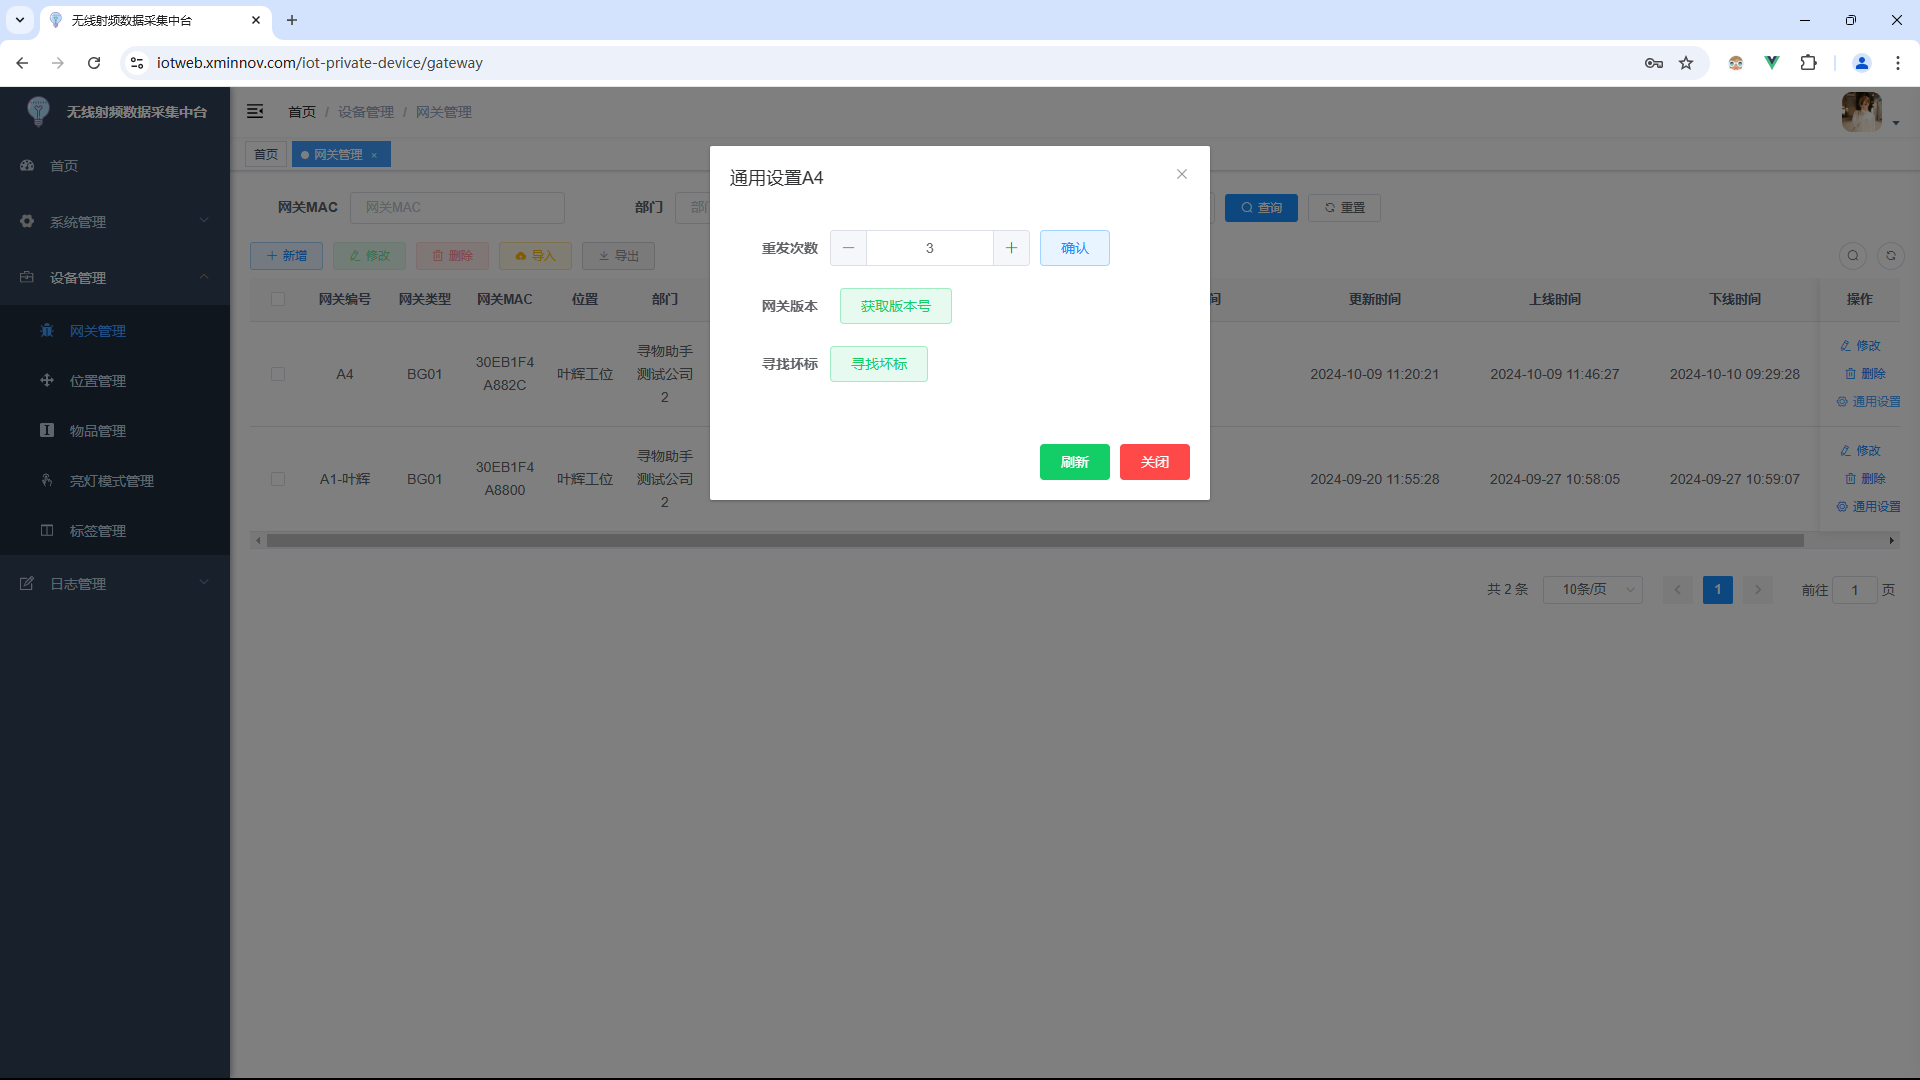 无线射频数据采集中台
iotweb.xminnov.com/iot-private-device/gateway
无线射频数据采集中台
首页 / 设备管理 / 网关管理
首页
系统管理
设备管理
网关管理
位置管理
物品管理
亮灯模式管理
标签管理
日志管理
首页 网关管理
网关MAC 网关MAC 部门 查询 重置
新增 修改 删除 导入 导出
网关编号 网关类型 网关MAC 位置 部门 间 更新时间 上线时间 下线时间 操作
A4 BG01 30EB1F4A882C 叶辉工位 寻物助手测试公司2 2024-10-09 11:20:21 2024-10-09 11:46:27 2024-10-10 09:29:28 修改 删除 通用设置
A1-叶辉 BG01 30EB1F4A8800 叶辉工位 寻物助手测试公司2 2024-09-20 11:55:28 2024-09-27 10:58:05 2024-09-27 10:59:07 修改 删除 通用设置
共 2 条 10条/页 1 前往 1 页
通用设置A4
重发次数 3 确认
网关版本 获取版本号
寻找坏标 寻找坏标
刷新 关闭